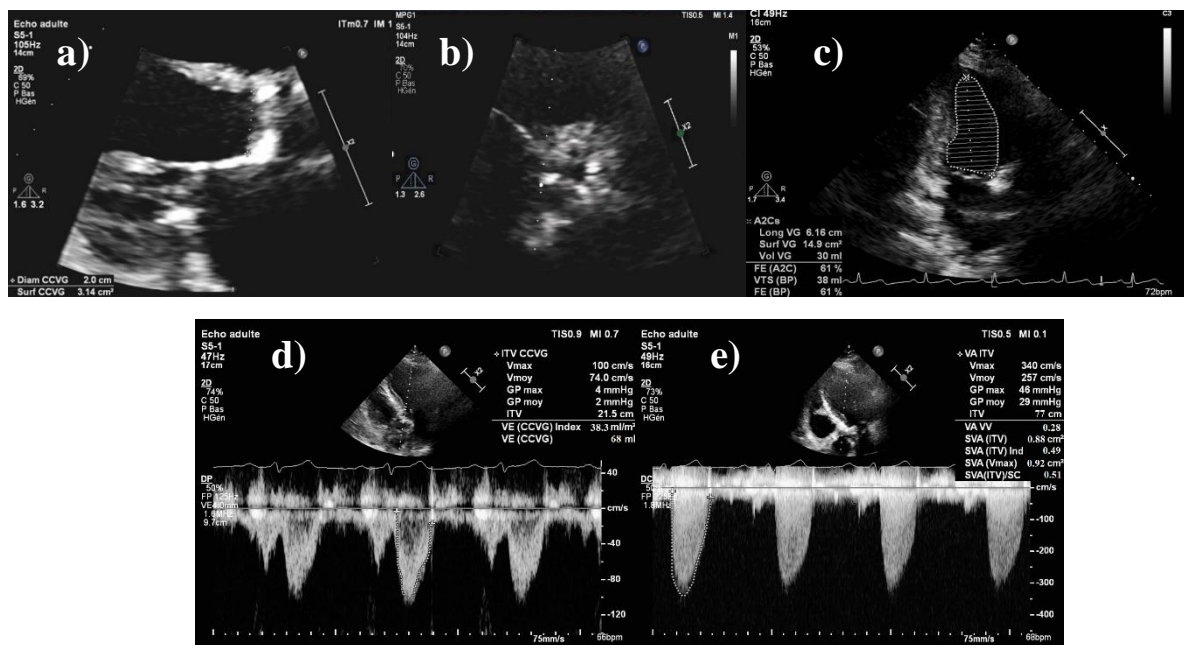 Echo adulte
S5-1
105Hz
14cm
2D
69%
C 50
P Bas
HGén
a)
ITm0.7 IM 1
X2
G
P R
1.6 3.2
Diam CCVG 2.0 cm
Surf CCVG 3.14 cm²
MPG1
S5-1
104Hz
14cm
2D
70%
C 50
P Bas
HGén
b)
TIS0.5 MI 1.4
M1
X2
G
P R
1.3 2.6
CI 49Hz
16cm
2D
53%
C 50
P Bas
HGén
c)
C3
G
P R
1.7 3.4
A2Cs
Long VG 6.16 cm
Surf VG 14.9 cm²
Vol VG 30 ml
FE (A2C) 61 %
VTS (BP) 38 ml
FE (BP) 61 %
72bpm
Echo adulte
S5-1
47Hz
17cm
2D
74%
C 50
P Bas
HGén
d)
TIS0.9 MI 0.7
X2
ITV CCVG
Vmax 100 cm/s
Vmoy 74.0 cm/s
GP max 4 mmHg
GP moy 2 mmHg
ITV 21.5 cm
VE (CCVG) Index 38.3 ml/m²
VE (CCVG) 68 ml
DP
50%
FP 125Hz
VE4.0mm
1.6MHz
9.7cm
40
cm/s
-40
-80
-120
75mm/s
66bpm
Echo adulte
S5-1
49Hz
16cm
2D
73%
C 50
P Bas
HGén
e)
TIS0.5 MI 0.1
X2
VA ITV
Vmax 340 cm/s
Vmoy 257 cm/s
GP max 46 mmHg
GP moy 29 mmHg
ITV 77 cm
VA VV 0.28
SVA (ITV) 0.88 cm²
SVA (ITV) Ind 0.49
SVA (Vmax) 0.92 cm²
SVA(ITV)/SC 0.51
DC
50%
FP 225Hz
1.8MHz
cm/s
-100
-200
-300
-400
75mm/s
68bpm